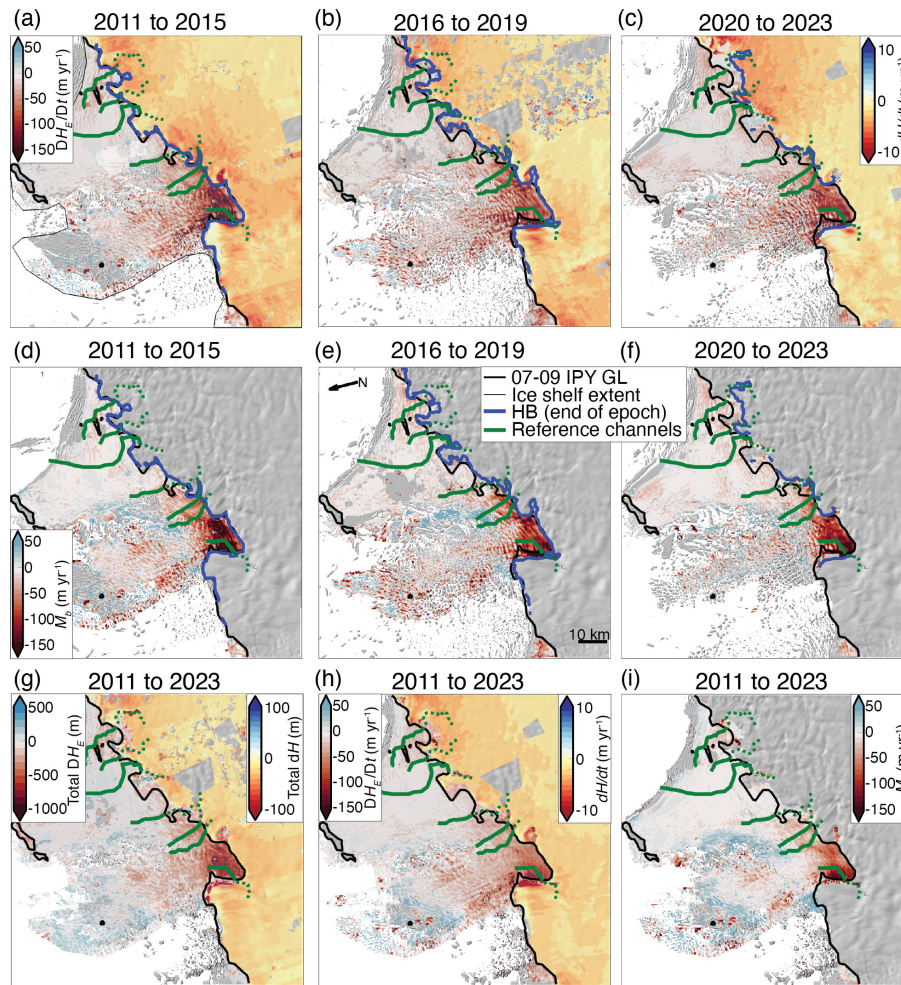 (a) 2011 to 2015
50
0
-50
-100
-150
DH_E/Dt (m yr⁻¹)
(b) 2016 to 2019
(c) 2020 to 2023
10
0
-10
(d) 2011 to 2015
50
0
-50
-100
-150
M_b (m yr⁻¹)
(e) 2016 to 2019
N
07-09 IPY GL
Ice shelf extent
HB (end of epoch)
Reference channels
10 km
(f) 2020 to 2023
(g) 2011 to 2023
500
0
-500
-1000
Total DH_E (m)
100
0
-100
Total dH (m)
(h) 2011 to 2023
50
0
-50
-100
-150
DH_E/Dt (m yr⁻¹)
10
0
-10
dH/dt (m yr⁻¹)
(i) 2011 to 2023
50
0
-50
-100
-150
(m yr⁻¹)